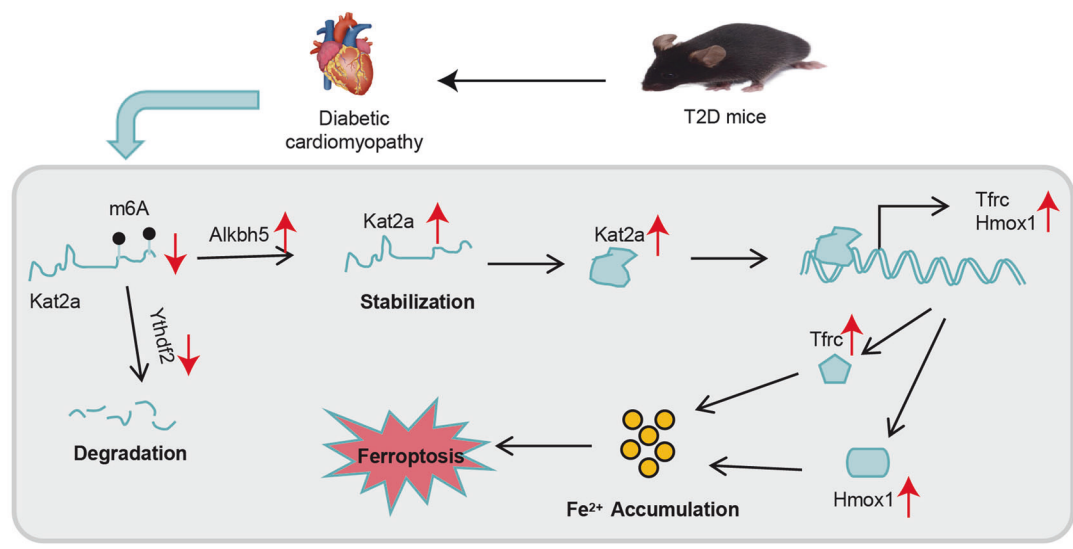 Diabetic
cardiomyopathy
T2D mice
m6A
Kat2a
Alkbh5
Ythdf2
Degradation
Kat2a
Stabilization
Kat2a
Tfrc
Hmox1
Tfrc
Hmox1
Fe²⁺ Accumulation
Ferroptosis